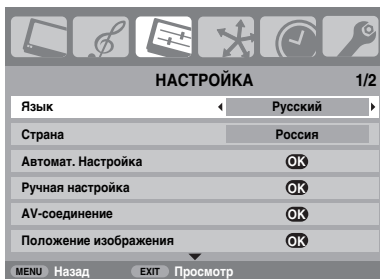 НАСТРОЙКА 1/2
Язык Русский
Страна Россия
Автомат. Настройка OK
Ручная настройка OK
AV-соединение OK
Положение изображения OK
MENU Назад EXIT Просмотр